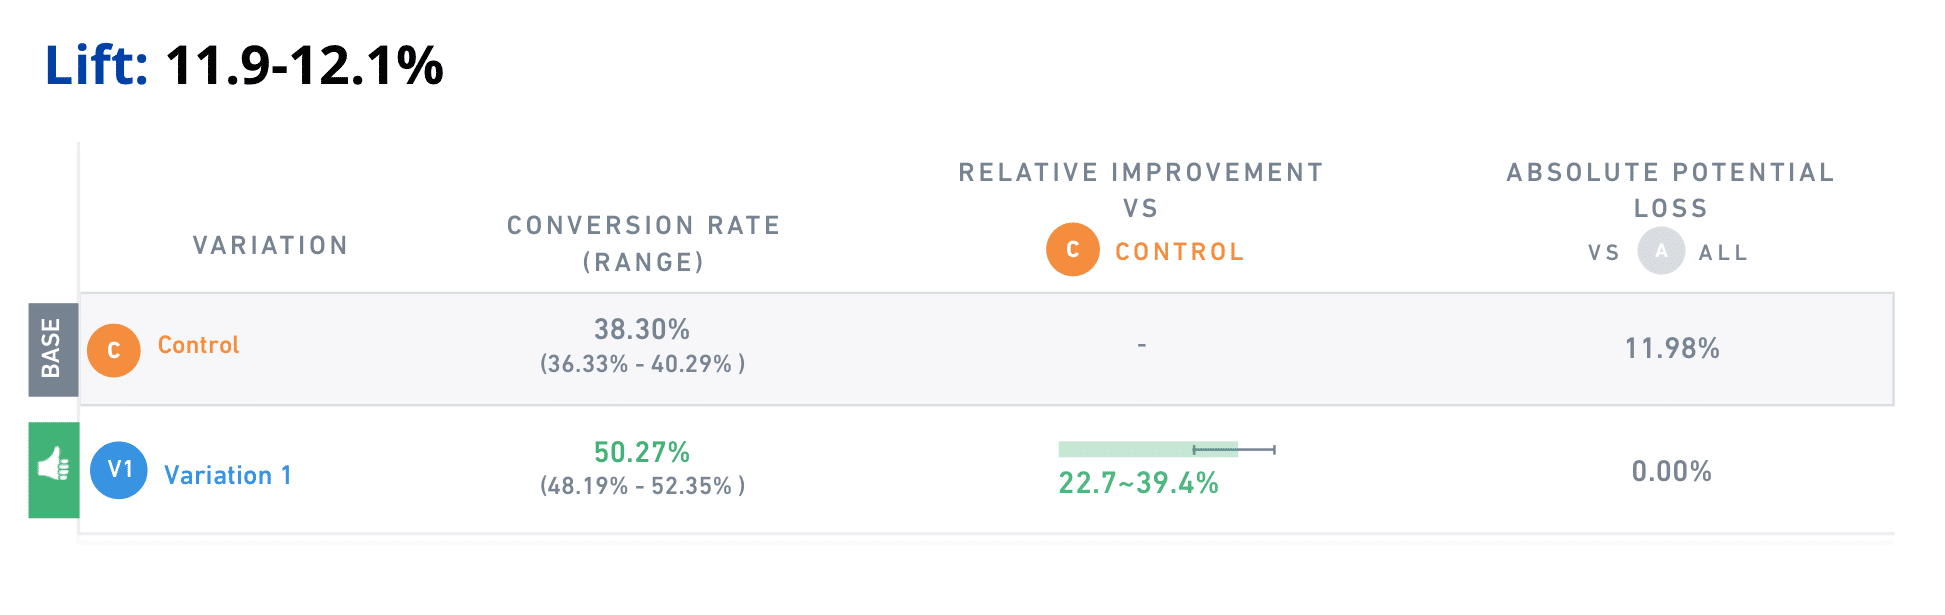 Lift: 11.9-12.1%
VARIATION
CONVERSION RATE
(RANGE)
RELATIVE IMPROVEMENT
VS
C CONTROL
ABSOLUTE POTENTIAL
LOSS
VS A ALL
BASE
C Control
38.30%
(36.33% - 40.29% )
-
11.98%
V1 Variation 1
50.27%
(48.19% - 52.35% )
22.7~39.4%
0.00%